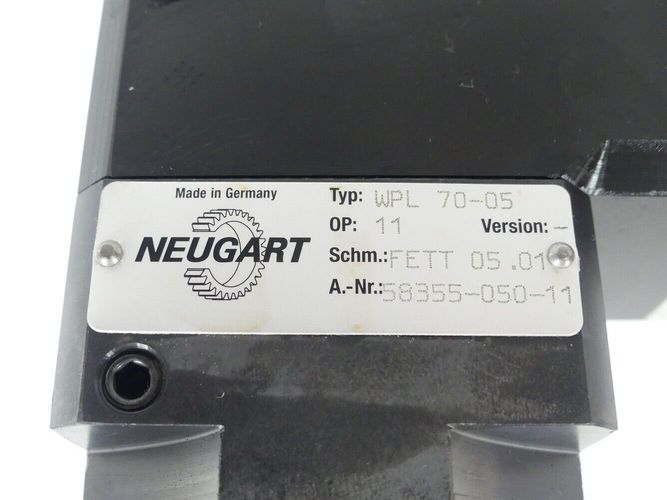 Made in Germany
NEUGART
Typ: WPL 70-05
OP: 11 Version: -
Schm.: FETT 05.01
A.-Nr.: 58355-050-11